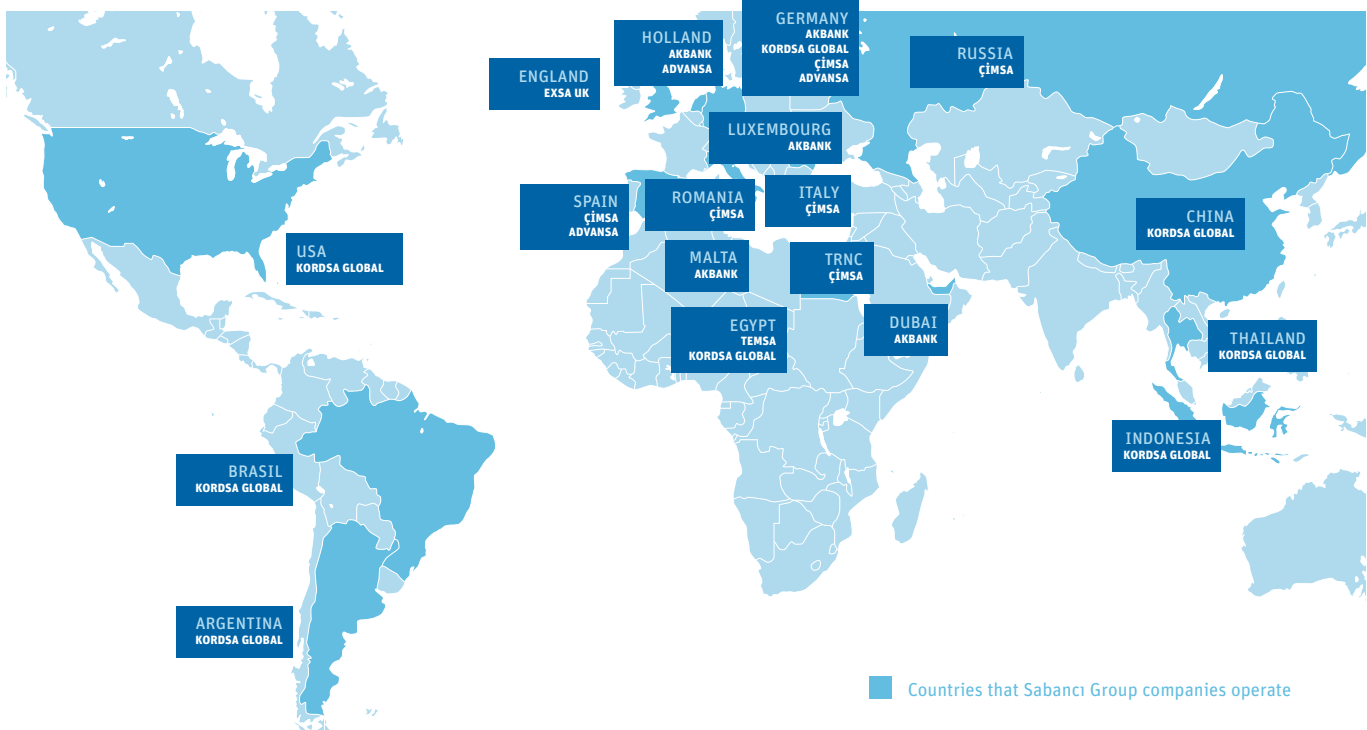 GERMANY
AKBANK
KORDSA GLOBAL
ÇİMSA
ADVANSA
HOLLAND
AKBANK
ADVANSA
RUSSIA
ÇİMSA
ENGLAND
EXSA UK
LUXEMBOURG
AKBANK
SPAIN
ÇİMSA
ADVANSA
ROMANIA
ÇİMSA
ITALY
ÇİMSA
CHINA
KORDSA GLOBAL
USA
KORDSA GLOBAL
MALTA
AKBANK
TRNC
ÇİMSA
EGYPT
TEMSA
KORDSA GLOBAL
DUBAI
AKBANK
THAILAND
KORDSA GLOBAL
INDONESIA
KORDSA GLOBAL
BRASIL
KORDSA GLOBAL
ARGENTINA
KORDSA GLOBAL
Countries that Sabancı Group companies operate